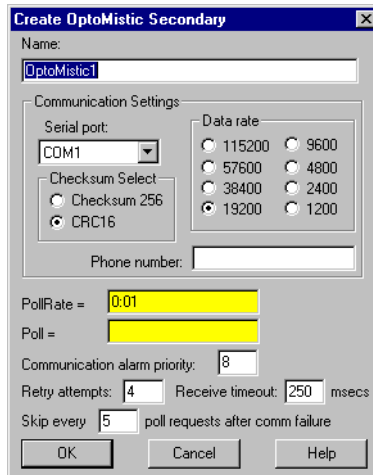 Create OptoMistic Secondary
Name:
OptoMistic1
Communication Settings
Serial port:
COM1
Data rate
115200 9600
57600 4800
38400 2400
19200 1200
Checksum Select
Checksum 256
CRC16
Phone number:
PollRate = 0:01
Poll =
Communication alarm priority: 8
Retry attempts: 4 Receive timeout: 250 msecs
Skip every 5 poll requests after comm failure
OK Cancel Help